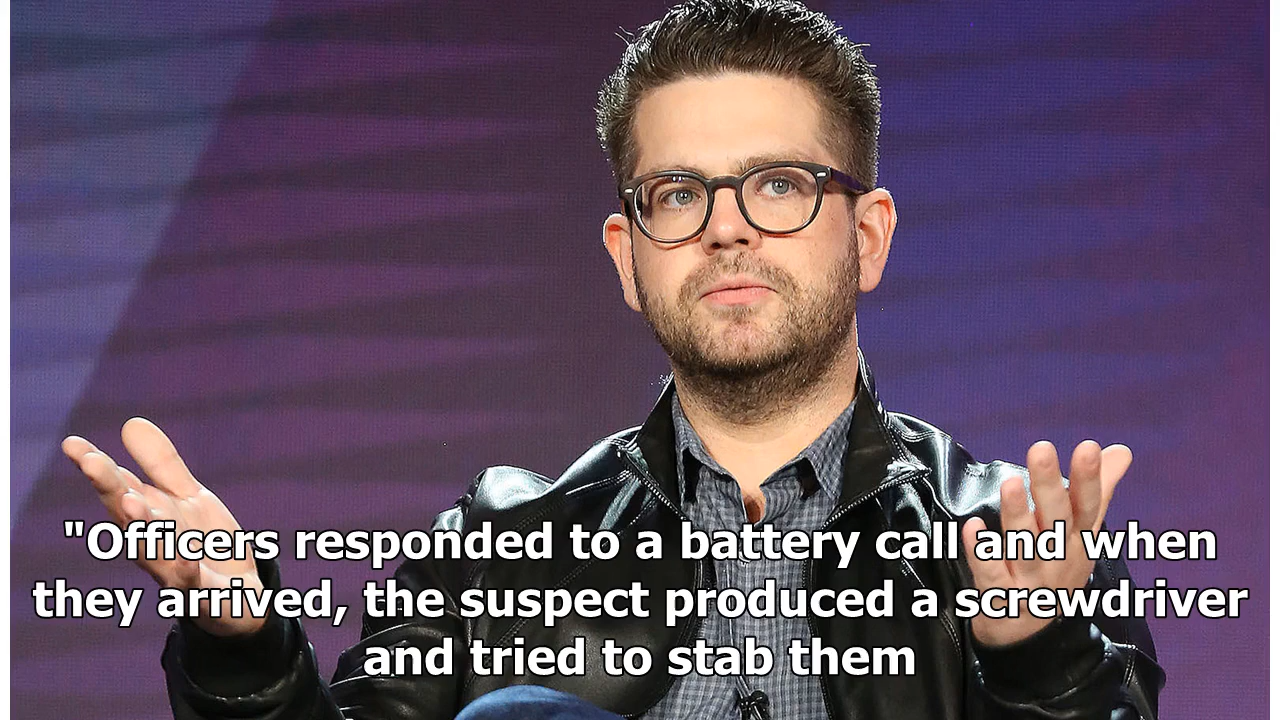 "Officers responded to a battery call and when
they arrived, the suspect produced a screwdriver
and tried to stab them